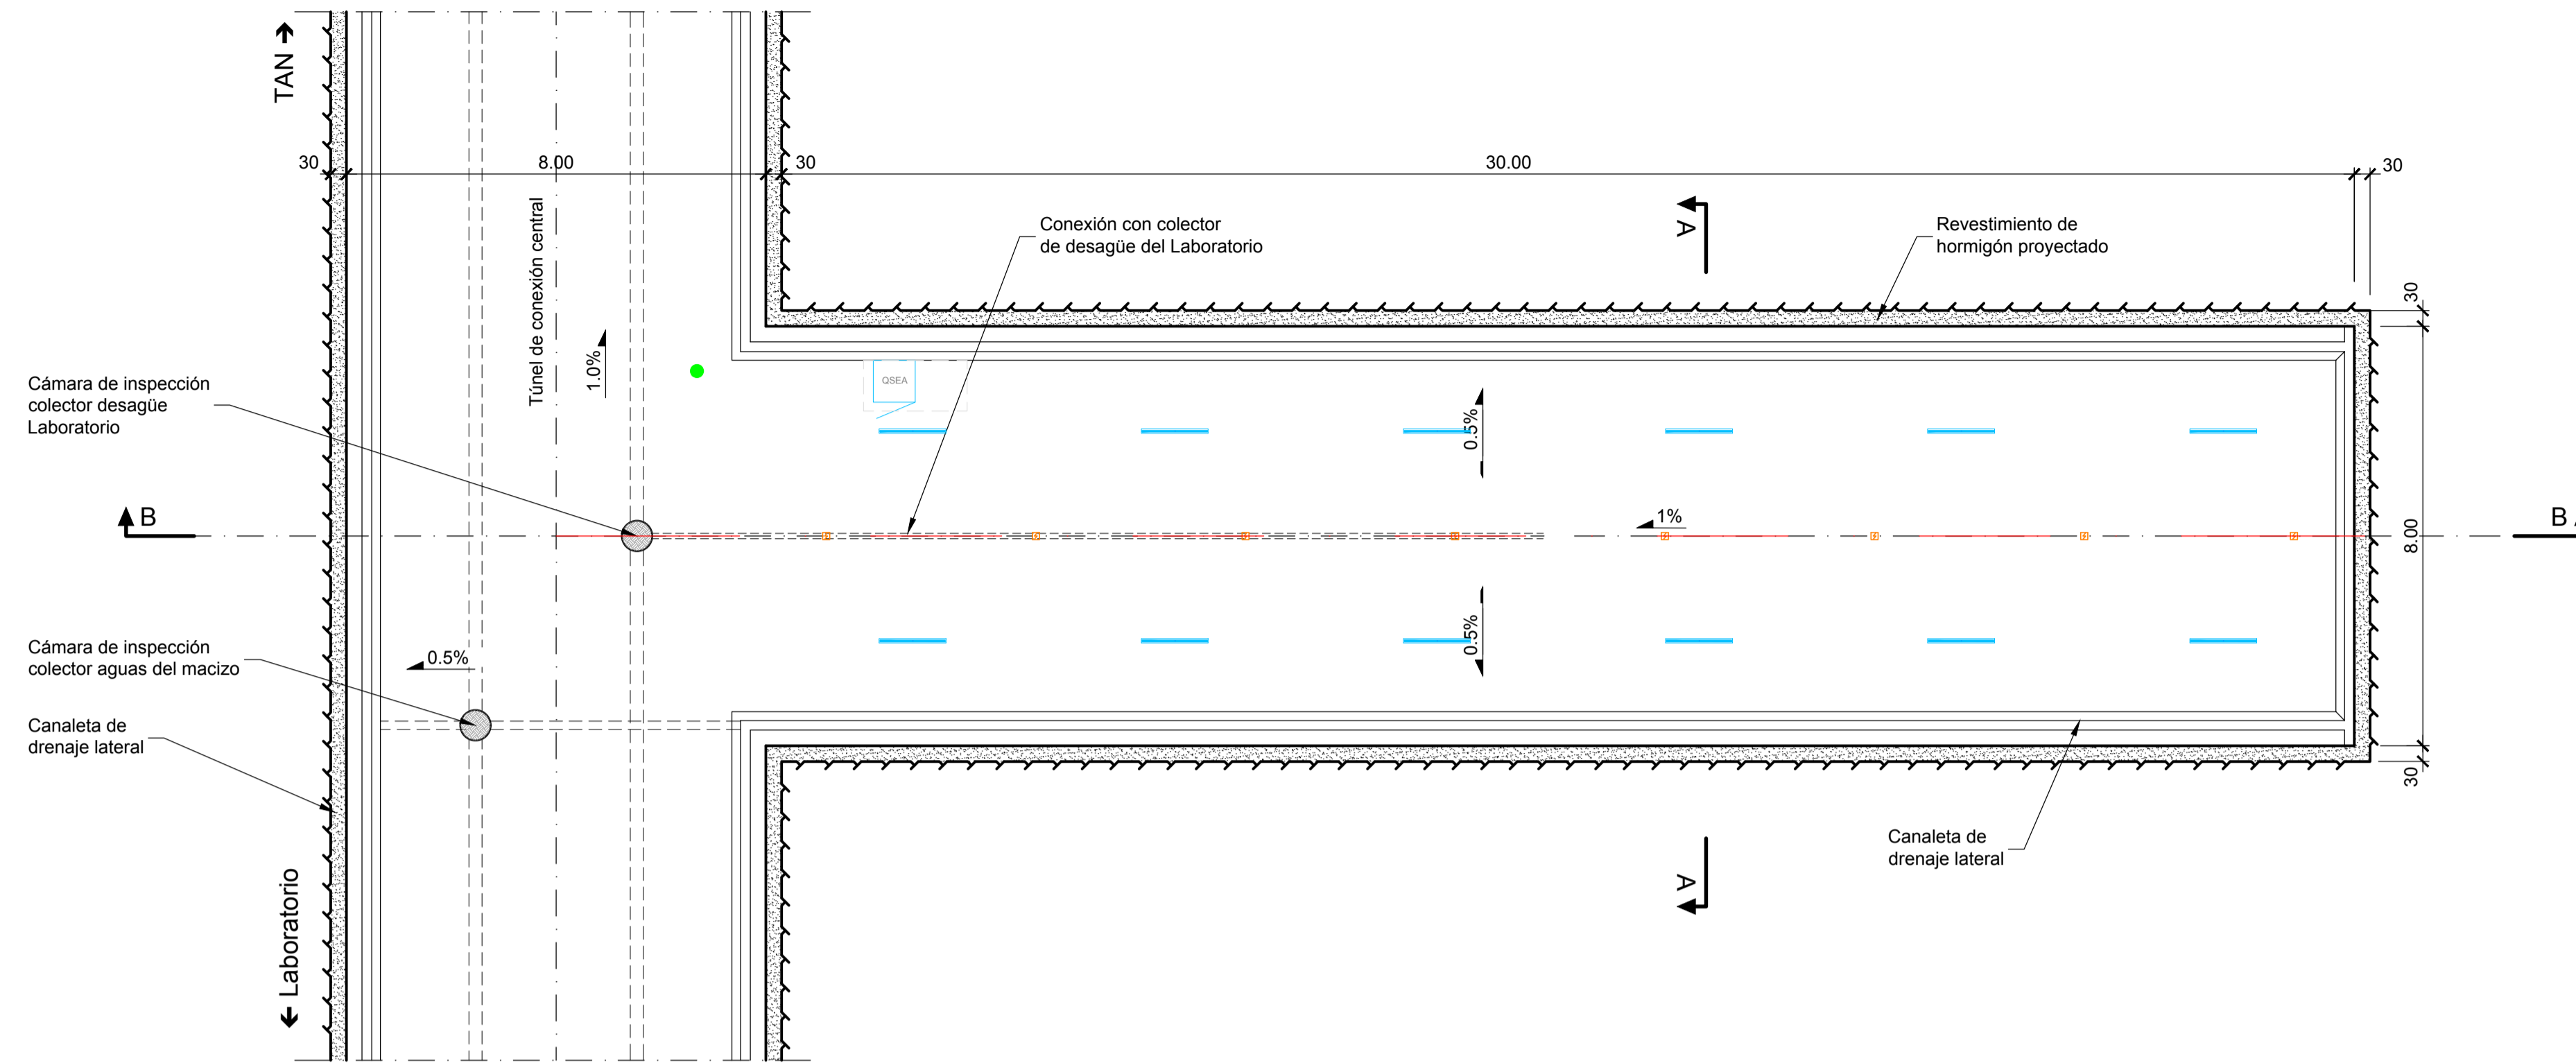 TAN →
30
8.00
30
30.00
30
Túnel de conexión central
Conexión con colector
de desagüe del Laboratorio
A
Revestimiento de
hormigón proyectado
30
1.0%
QSEA
Cámara de inspección
colector desagüe
Laboratorio
0.5%
B
1%
B
8.00
Cámara de inspección
colector aguas del macizo
0.5%
0.5%
Canaleta de
drenaje lateral
30
Canaleta de
drenaje lateral
A
← Laboratorio